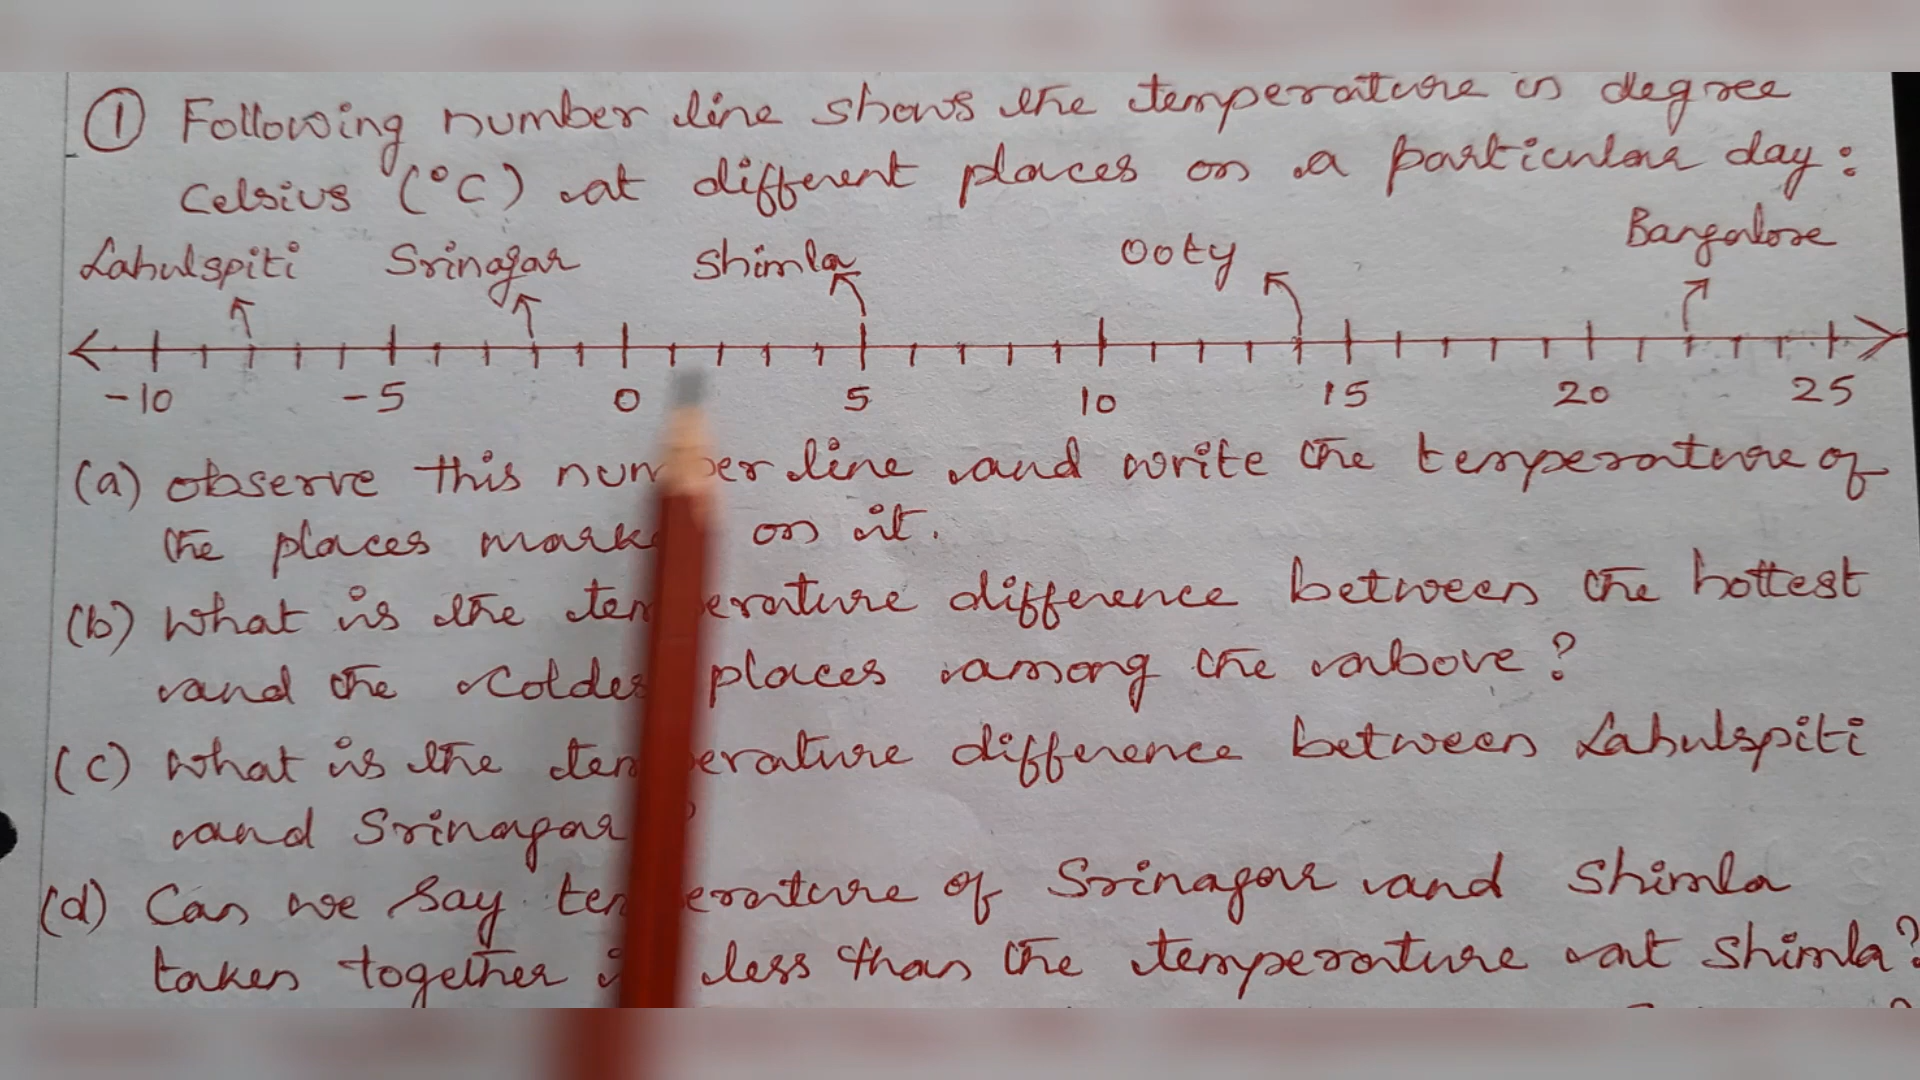 ① Following number line shows the temperature in degree
Celsius (°C) at different places on a particular day:
Lahulspiti Srinagar Shimla Ooty Bangalore
-10 -5 0 5 10 15 20 25
(a) observe this line and write the temperature of
the places on it.
(b) What is the temperature difference between the hottest
and the places among the above?
(c) What is the temperature difference between Lahulspiti
and Srinagar ?
(d) Can we say temperature of Srinagar and Shimla
taken together less than the temperature at Shimla?